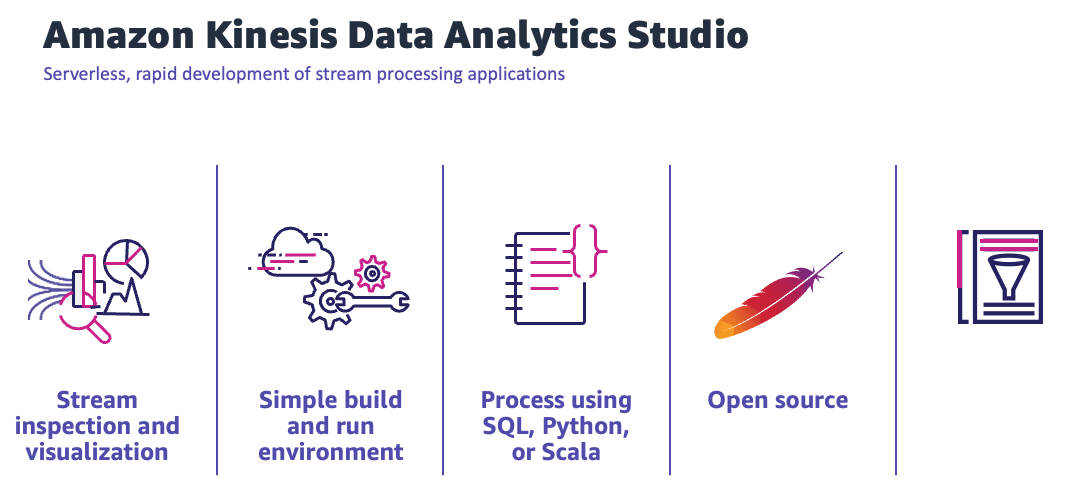 Amazon Kinesis Data Analytics Studio
Serverless, rapid development of stream processing applications
Stream
inspection and
visualization
Simple build
and run
environment
Process using
SQL, Python,
or Scala
Open source